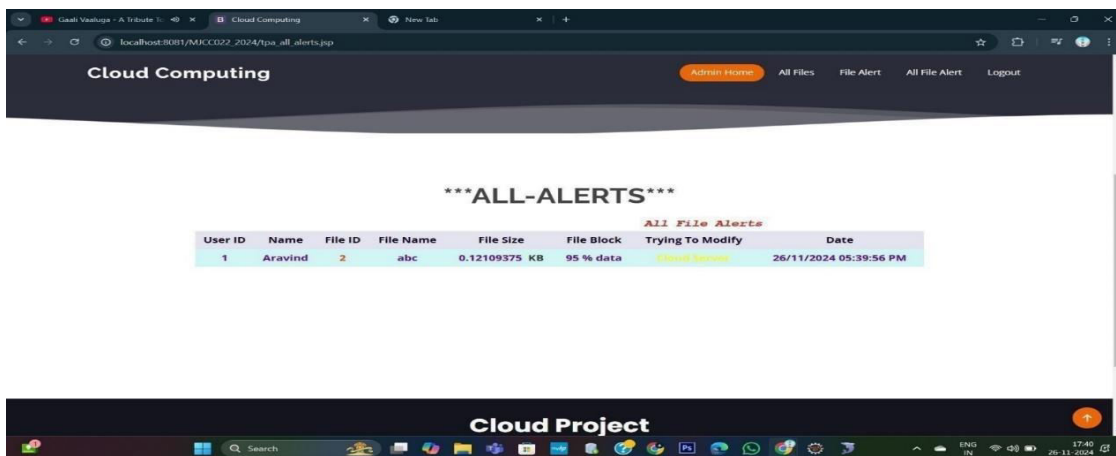 Gaali Vaaluga - A Tribute To
Cloud Computing
New Tab
localhost:8081/MJCC022_2024/tpa_all_alerts.jsp
Cloud Computing
Admin Home All Files File Alert All File Alert Logout
***ALL-ALERTS***
All File Alerts
User ID Name File ID File Name File Size File Block Trying To Modify Date
1 Aravind 2 abc 0.12109375 KB 95 % data Cloud Server 26/11/2024 05:39:56 PM
Cloud Project
Search
ENG
IN
17:40
26-11-2024